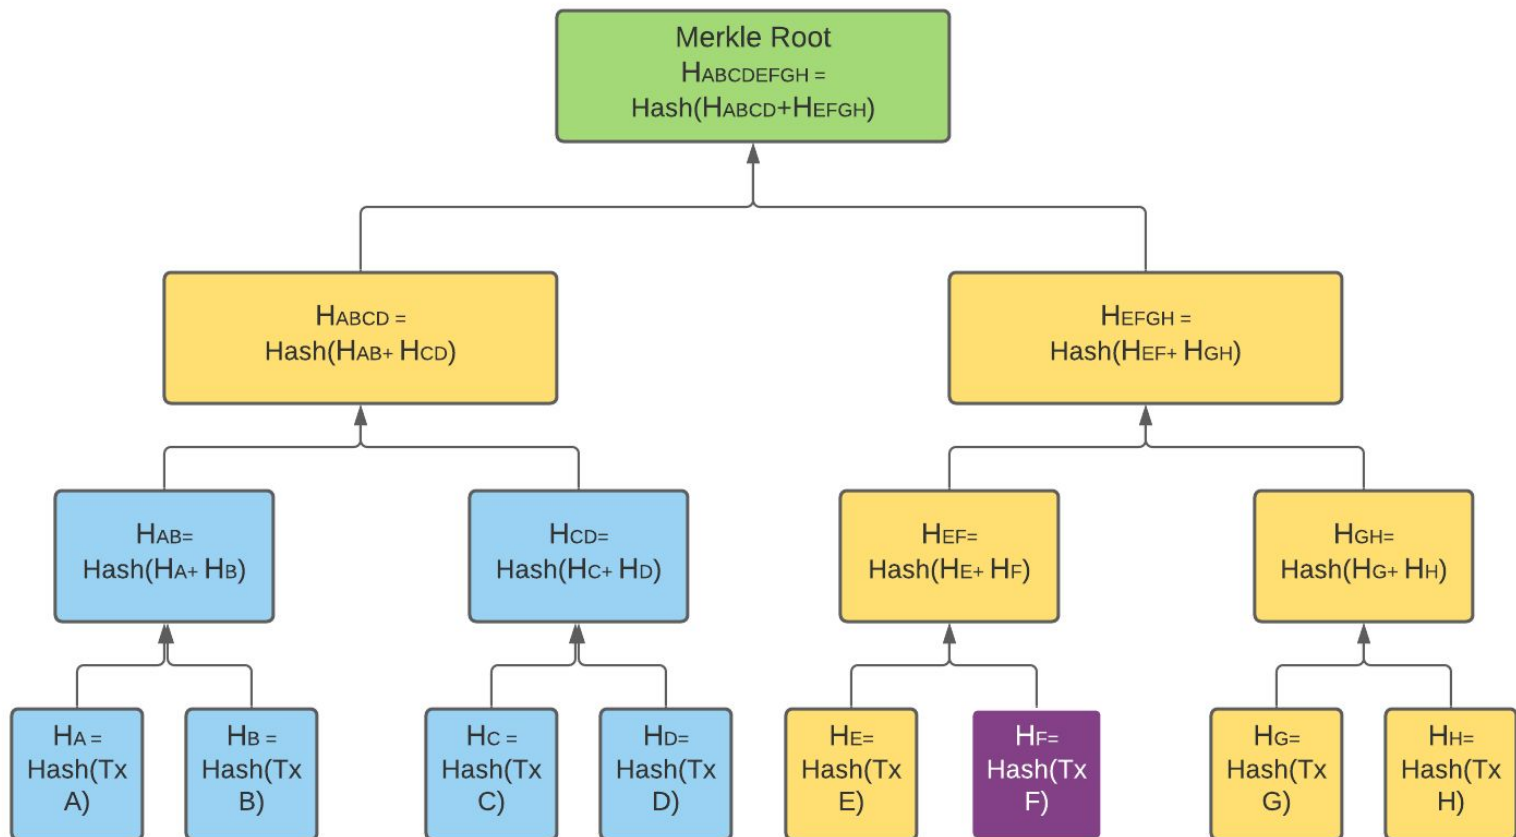 Merkle Root
HABCDEFGH =
Hash(HABCD+HEFGH)
HABCD =
Hash(HAB+ HCD)
HEFGH =
Hash(HEF+ HGH)
HAB=
Hash(HA+ HB)
HCD=
Hash(HC+ HD)
HEF=
Hash(HE+ HF)
HGH=
Hash(HG+ HH)
HA =
Hash(Tx
A)
HB =
Hash(Tx
B)
HC =
Hash(Tx
C)
HD=
Hash(Tx
D)
HE=
Hash(Tx
E)
HF=
Hash(Tx
F)
HG=
Hash(Tx
G)
HH=
Hash(Tx
H)